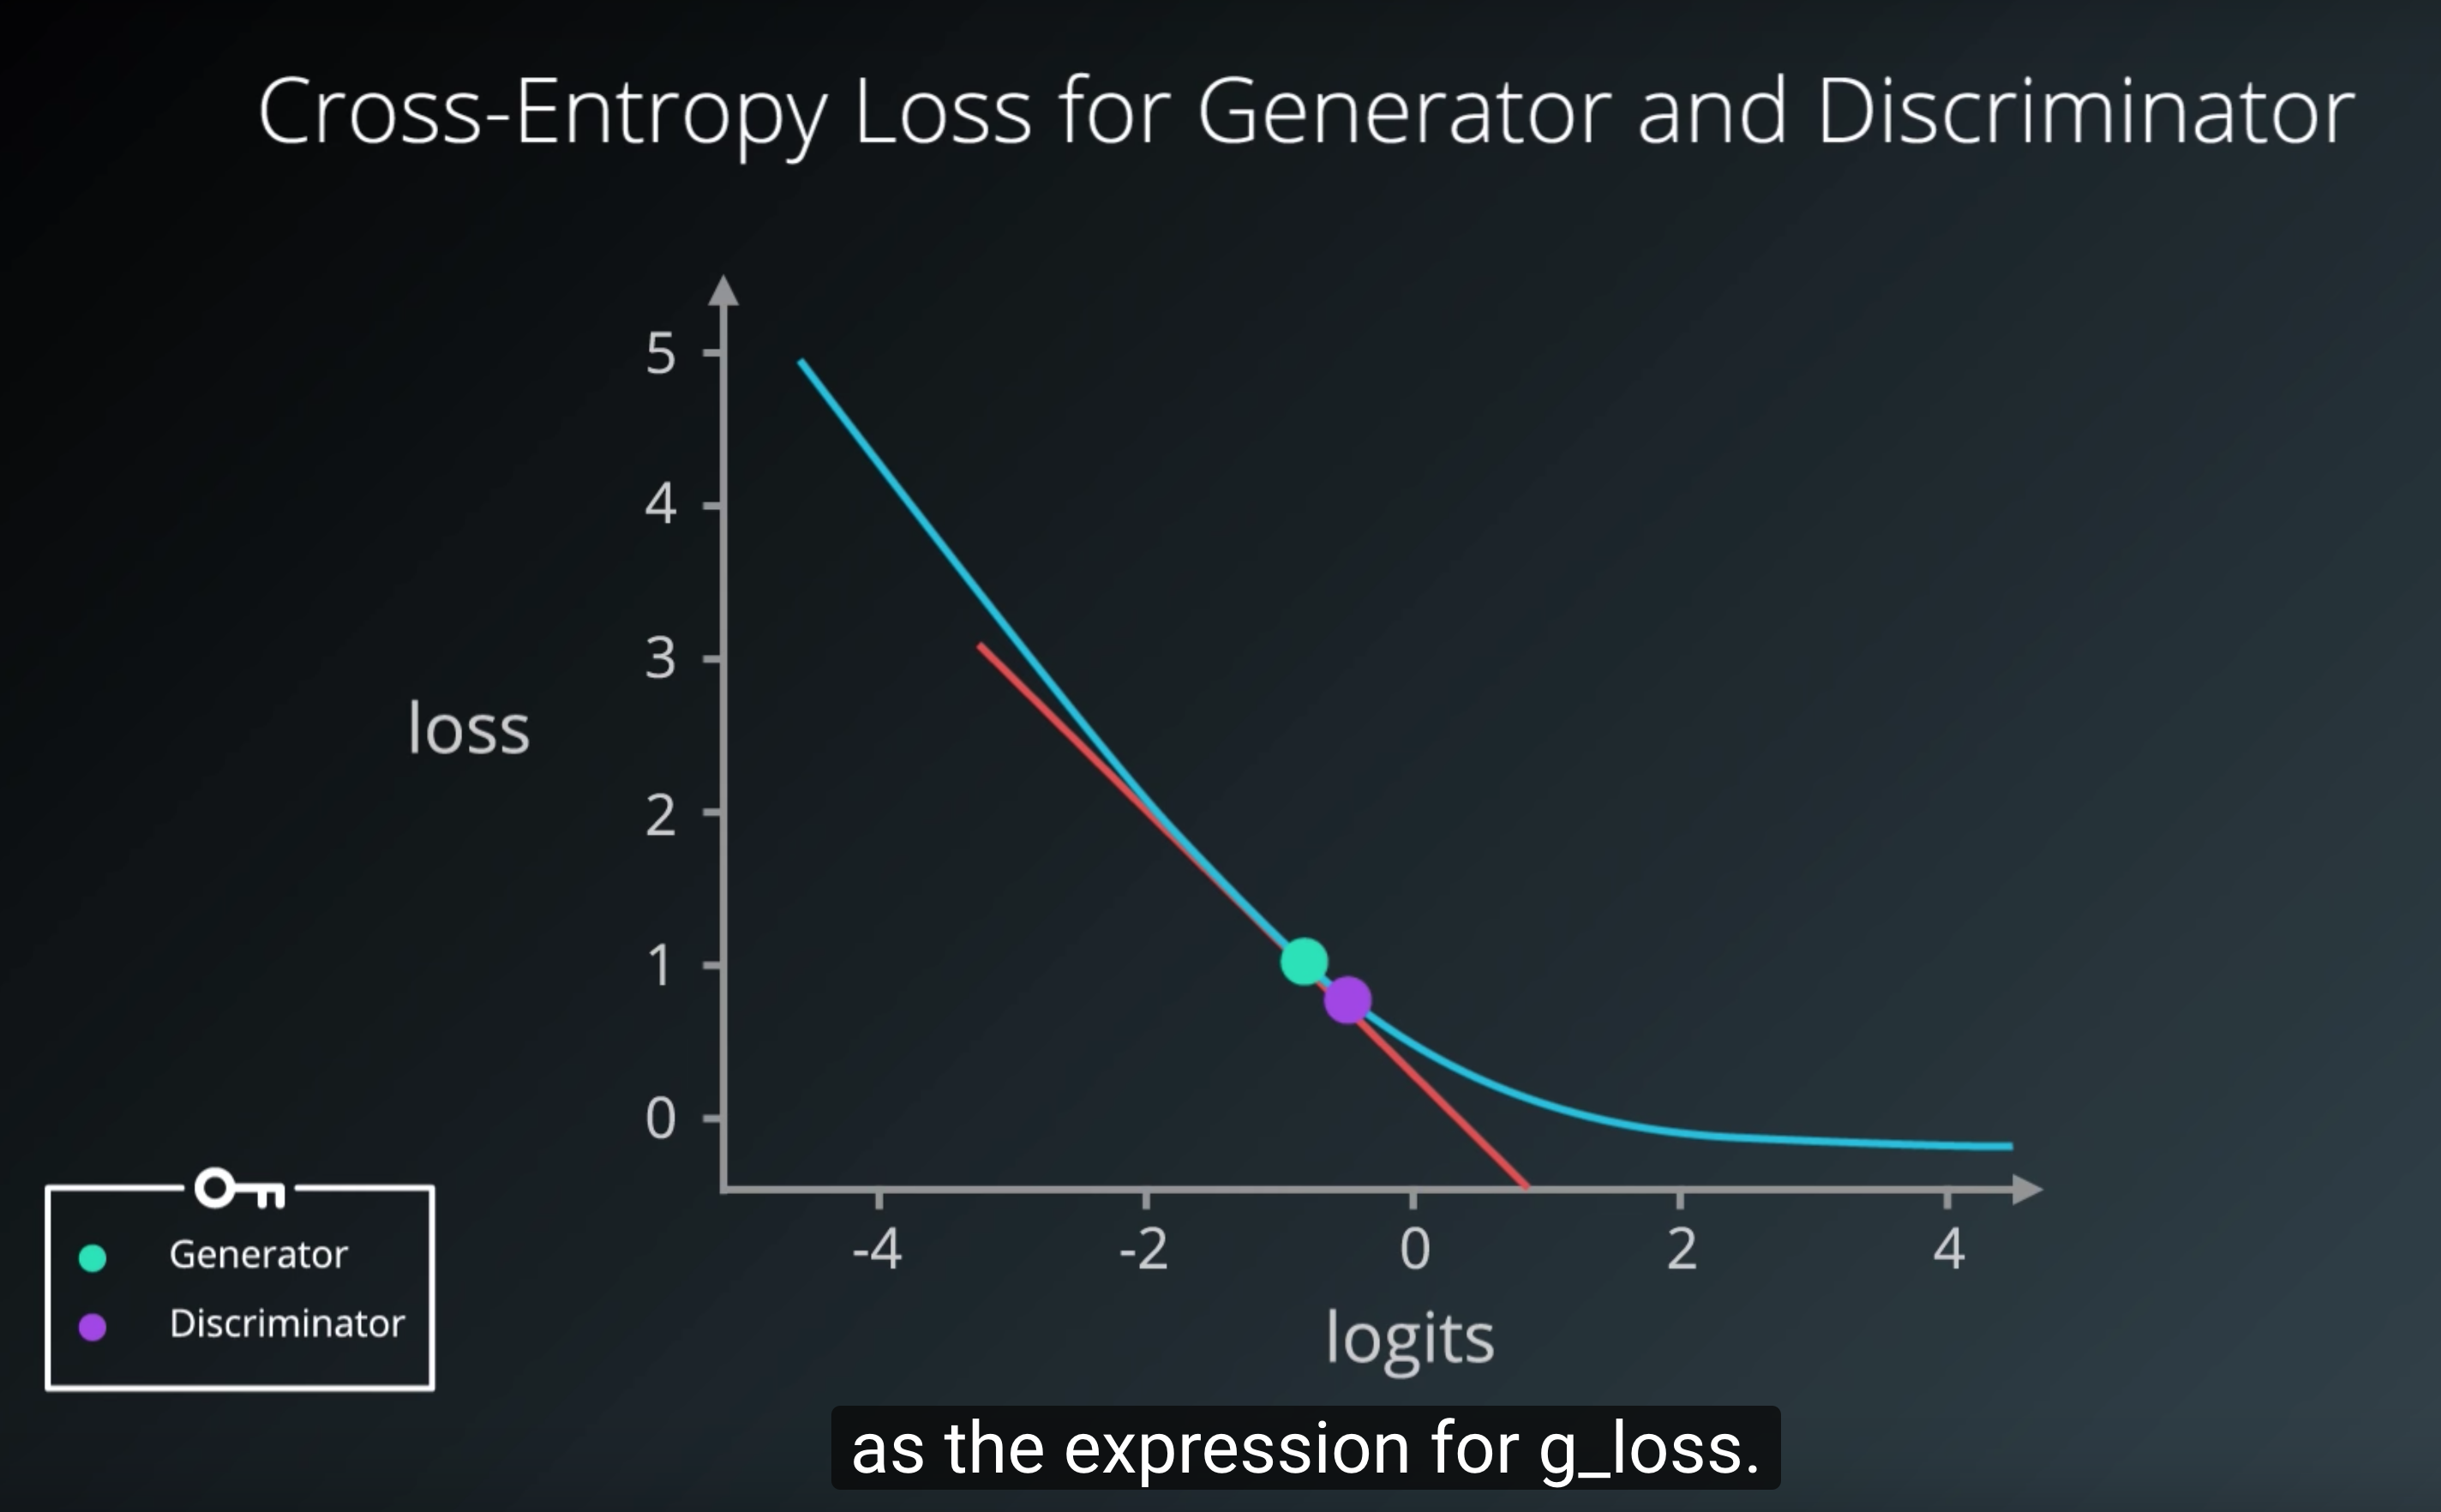 Cross-Entropy Loss for Generator and Discriminator
5
4
3
loss
2
1
0
-4 -2 0 2 4
logits
Generator
Discriminator
as the expression for g_loss.